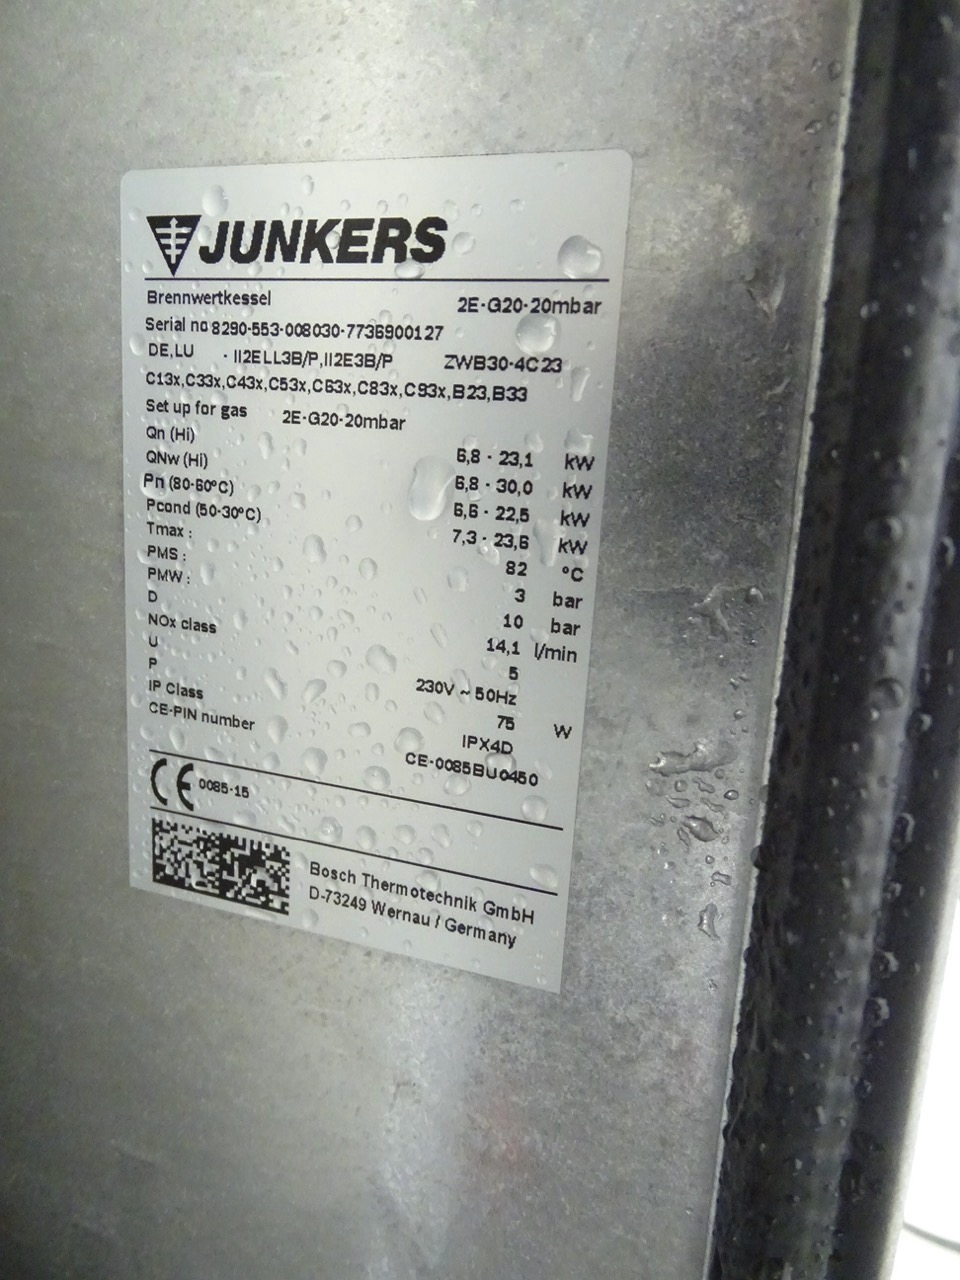 JUNKERS
Brennwertkessel 2E-G20-20mbar
Serial no 8290-553-008030-7736900127
DE,LU - II2ELL3B/P,II2E3B/P ZWB30-4C 23
C13x,C33x,C43x,C53x,C63x,C83x,C93x,B23,B33
Set up for gas 2E-G20-20mbar
Qn (Hi) 6,8 - 23,1 kW
QNw (Hi) 6,8 - 30,0 kW
Pn (80-60°C) 6,6 - 22,5 kW
Pcond (50-30°C) 7,3 - 23,6 kW
Tmax : 82 °C
PMS : 3 bar
PMW : 10 bar
D 14,1 l/min
NOx class 5
U 230V ~ 50Hz
P 75 W
IP Class IPX4D
CE-PIN number CE-0085BU0450
CE 0085-15
Bosch Thermotechnik GmbH
D-73249 Wernau / Germany